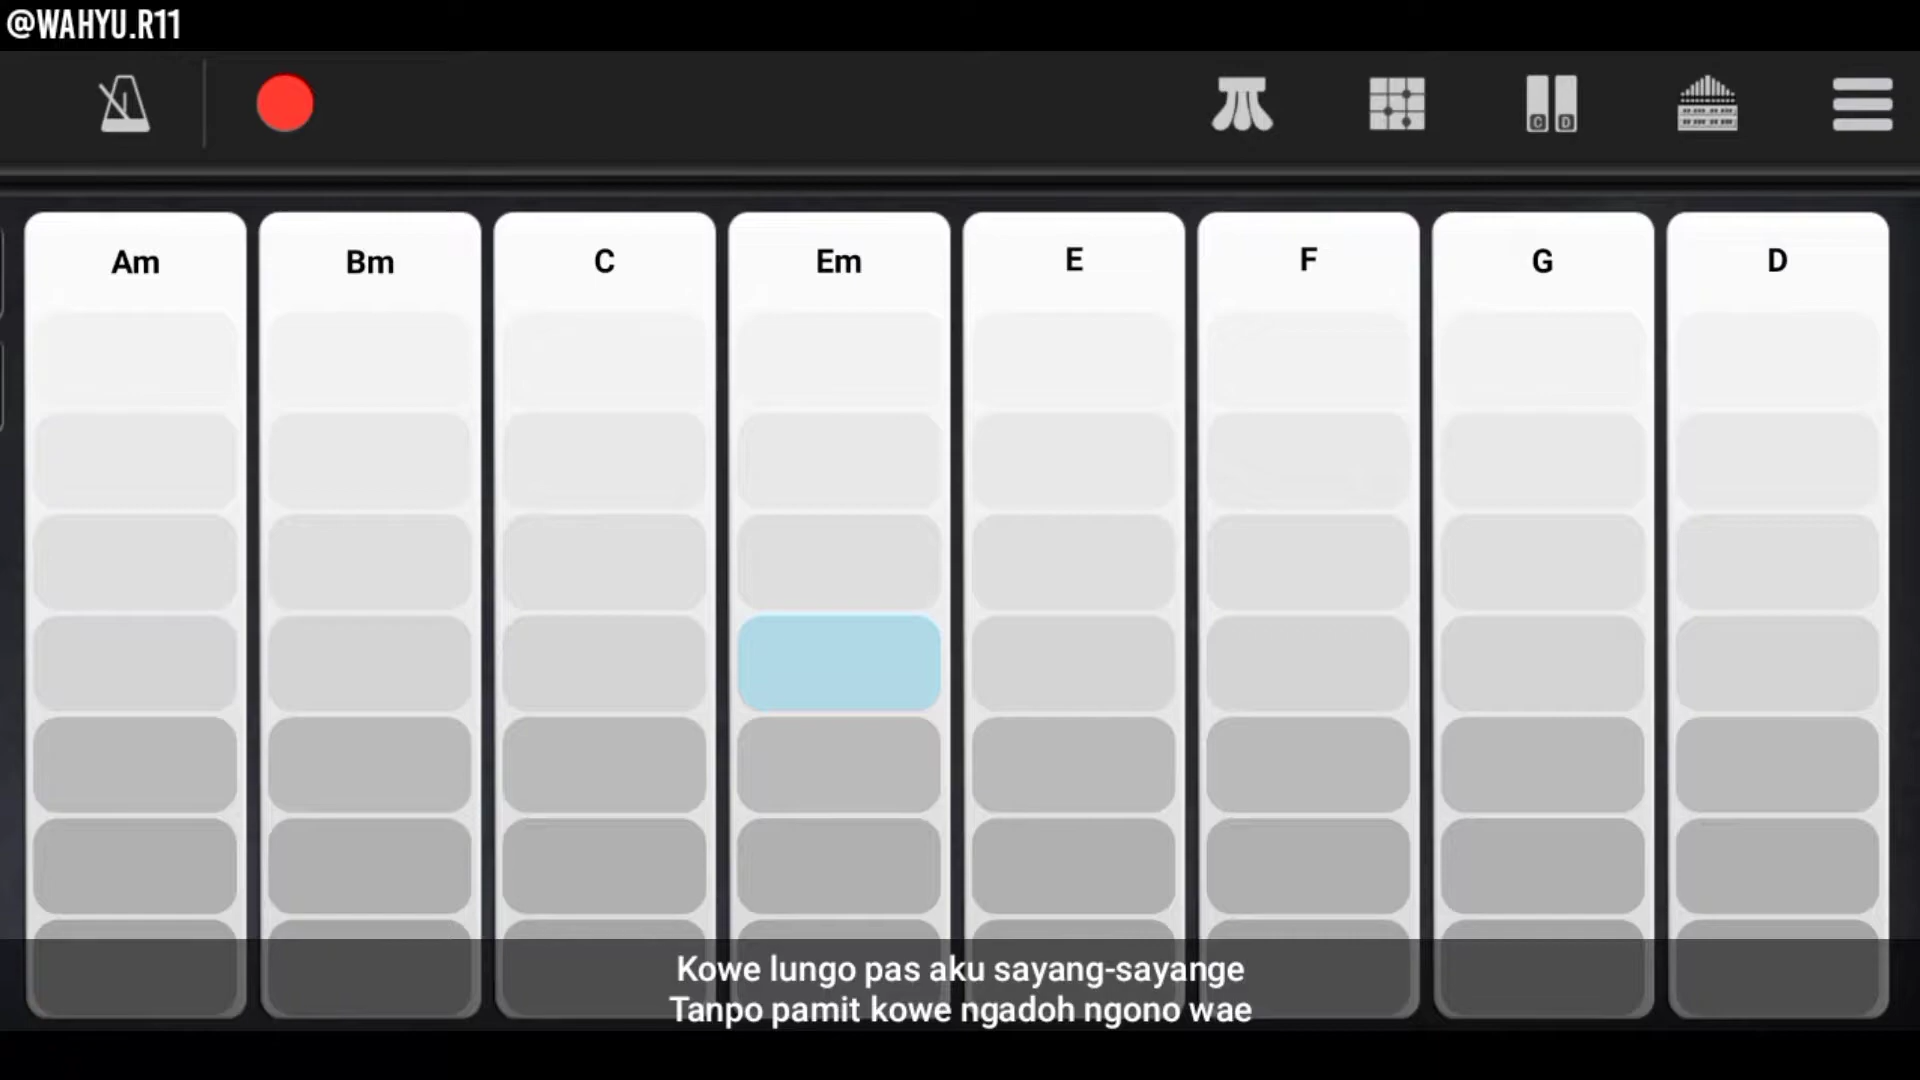 @WAHYU.R11
C D
Am Bm C Em E F G D
Kowe lungo pas aku sayang-sayange
Tanpo pamit kowe ngadoh ngono wae